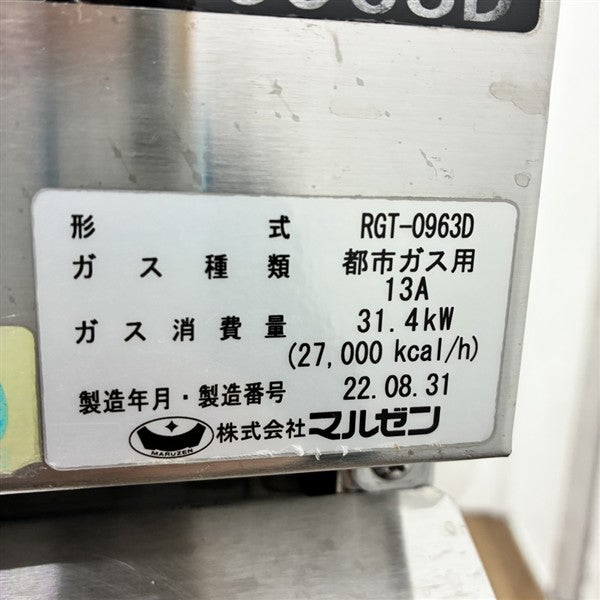 0963D
形式 RGT-0963D
ガス種類 都市ガス用
13A
ガス消費量 31.4kW
(27,000 kcal/h)
製造年月・製造番号 22.08.31
MARUZEN 株式会社マルゼン